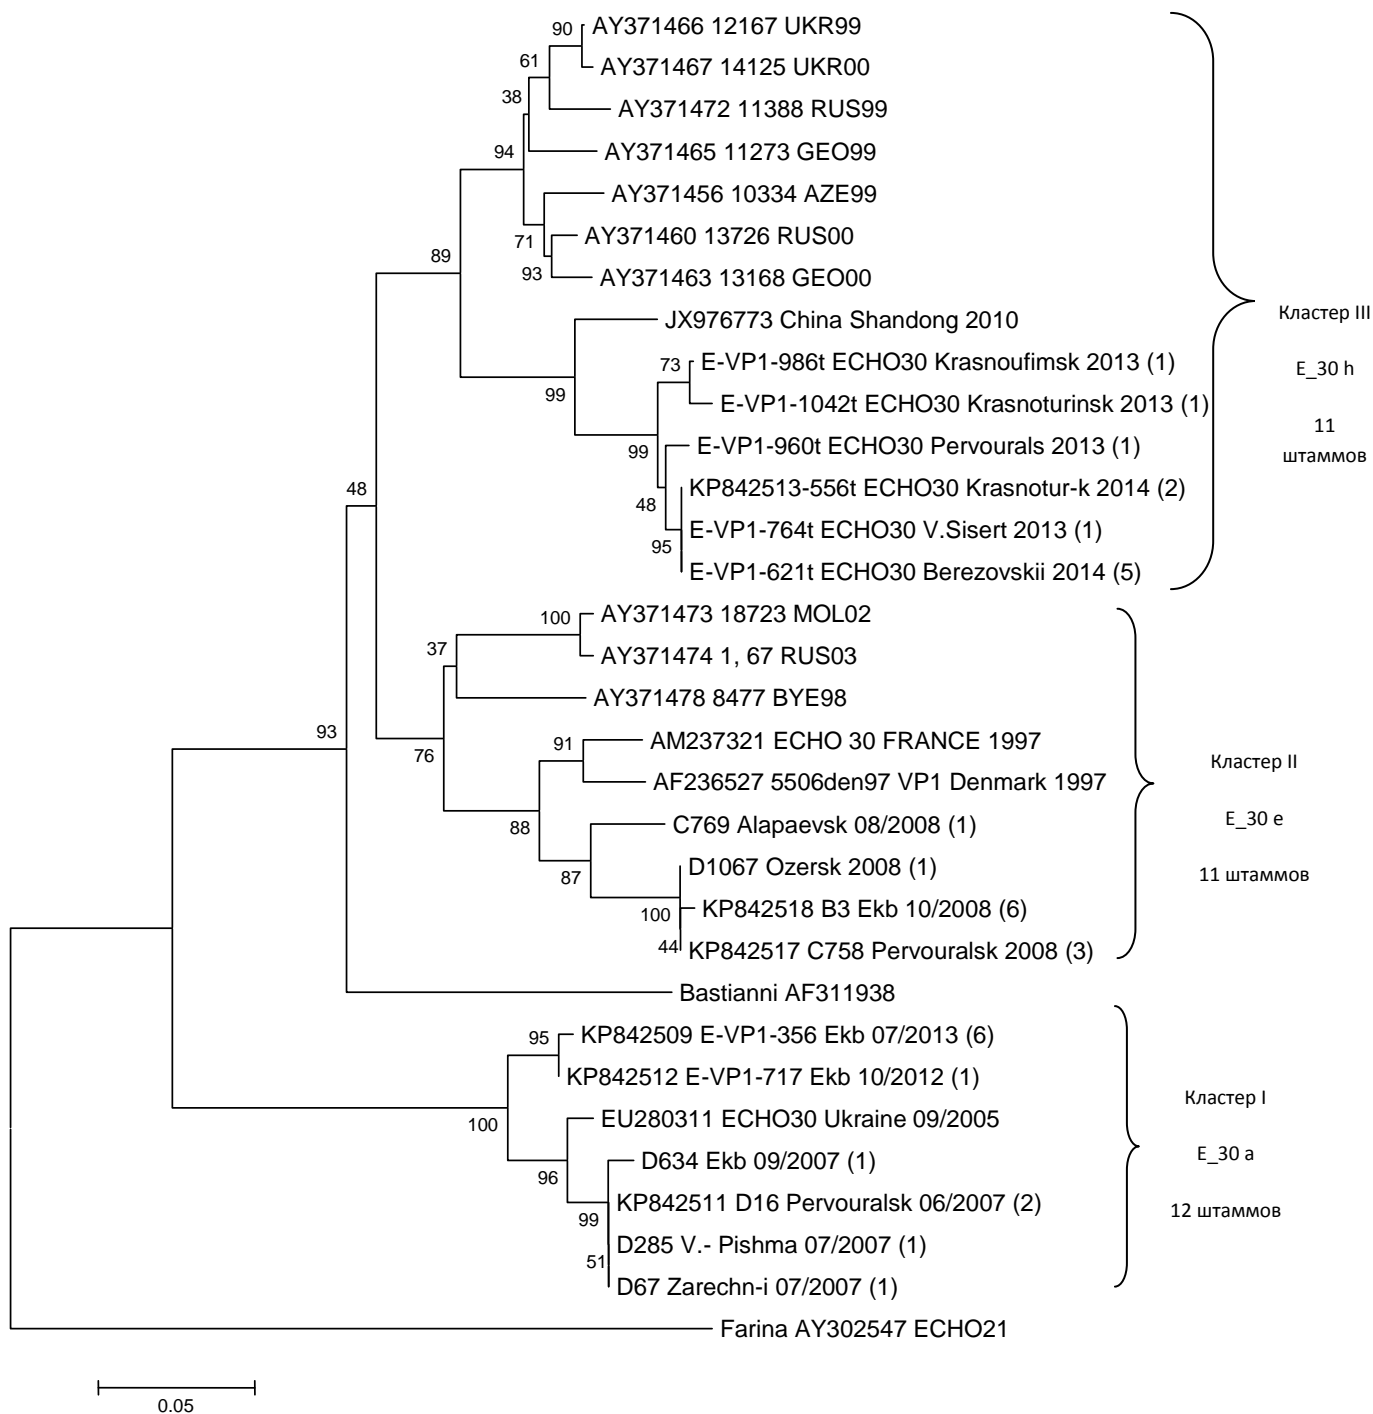 90
AY371466 12167 UKR99
61
AY371467 14125 UKR00
38
AY371472 11388 RUS99
94
AY371465 11273 GEO99
AY371456 10334 AZE99
71
AY371460 13726 RUS00
89
93
AY371463 13168 GEO00
JX976773 China Shandong 2010
73
E-VP1-986t ECHO30 Krasnoufimsk 2013 (1)
99
E-VP1-1042t ECHO30 Krasnoturinsk 2013 (1)
99
E-VP1-960t ECHO30 Pervourals 2013 (1)
48
48
KP842513-556t ECHO30 Krasnotur-k 2014 (2)
95
E-VP1-764t ECHO30 V.Sisert 2013 (1)
E-VP1-621t ECHO30 Berezovskii 2014 (5)
Кластер III
E_30 h
11
штаммов
100
AY371473 18723 MOL02
37
AY371474 1, 67 RUS03
AY371478 8477 BYE98
93
76
91
AM237321 ECHO 30 FRANCE 1997
AF236527 5506den97 VP1 Denmark 1997
88
C769 Alapaevsk 08/2008 (1)
87
D1067 Ozersk 2008 (1)
100
KP842518 B3 Ekb 10/2008 (6)
44
KP842517 C758 Pervouralsk 2008 (3)
Кластер II
E_30 e
11 штаммов
Bastianni AF311938
95
KP842509 E-VP1-356 Ekb 07/2013 (6)
KP842512 E-VP1-717 Ekb 10/2012 (1)
100
EU280311 ECHO30 Ukraine 09/2005
96
D634 Ekb 09/2007 (1)
99
KP842511 D16 Pervouralsk 06/2007 (2)
51
D285 V.- Pishma 07/2007 (1)
D67 Zarechn-i 07/2007 (1)
Кластер I
E_30 a
12 штаммов
Farina AY302547 ECHO21
0.05